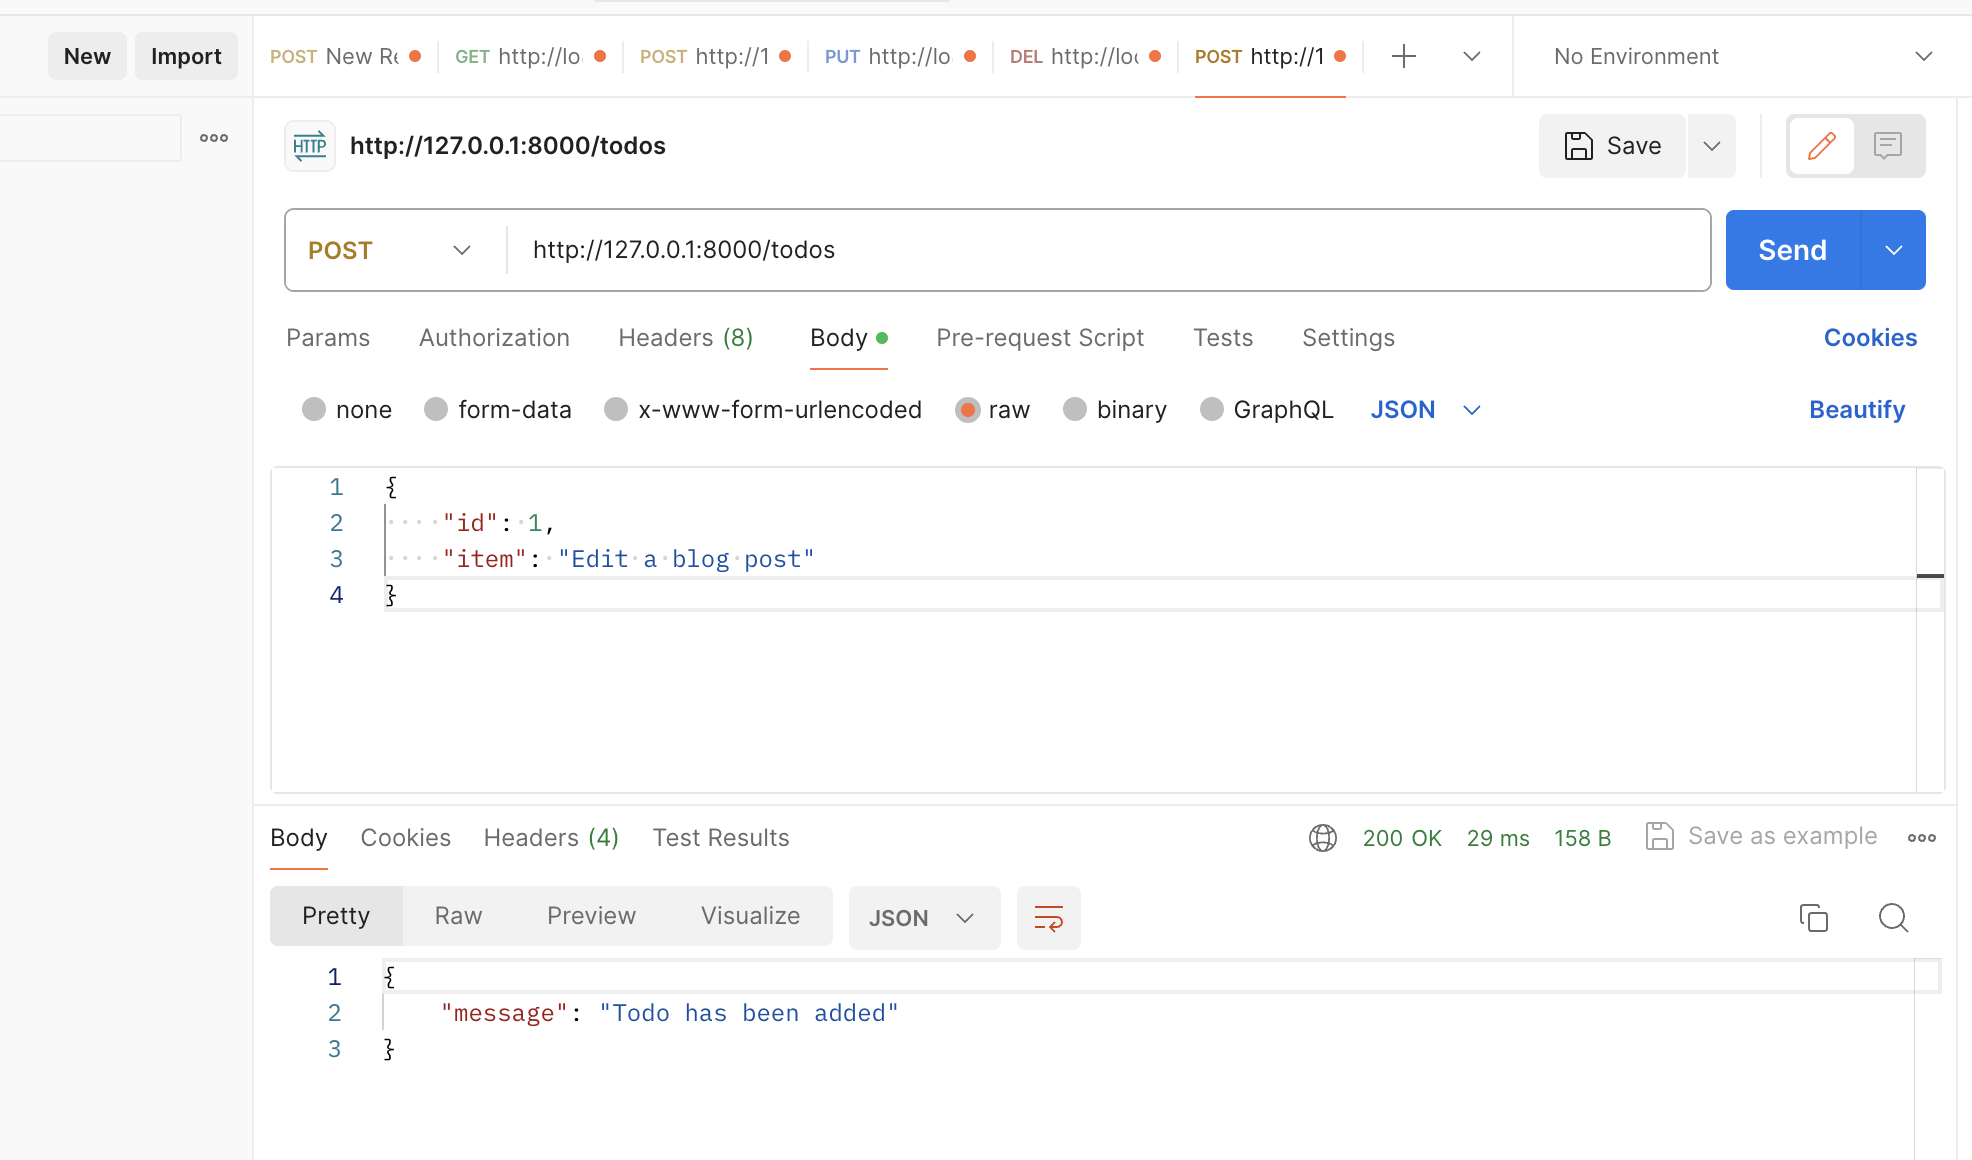 New Import POST New Re GET http://lo POST http://1 PUT http://lo DEL http://loc POST http://1 No Environment
HTTP http://127.0.0.1:8000/todos Save
POST http://127.0.0.1:8000/todos Send
Params Authorization Headers (8) Body Pre-request Script Tests Settings Cookies
none form-data x-www-form-urlencoded raw binary GraphQL JSON Beautify
1 {
2 "id": 1,
3 "item": "Edit a blog post"
4 }
Body Cookies Headers (4) Test Results 200 OK 29 ms 158 B Save as example
Pretty Raw Preview Visualize JSON
1 {
2 "message": "Todo has been added"
3 }